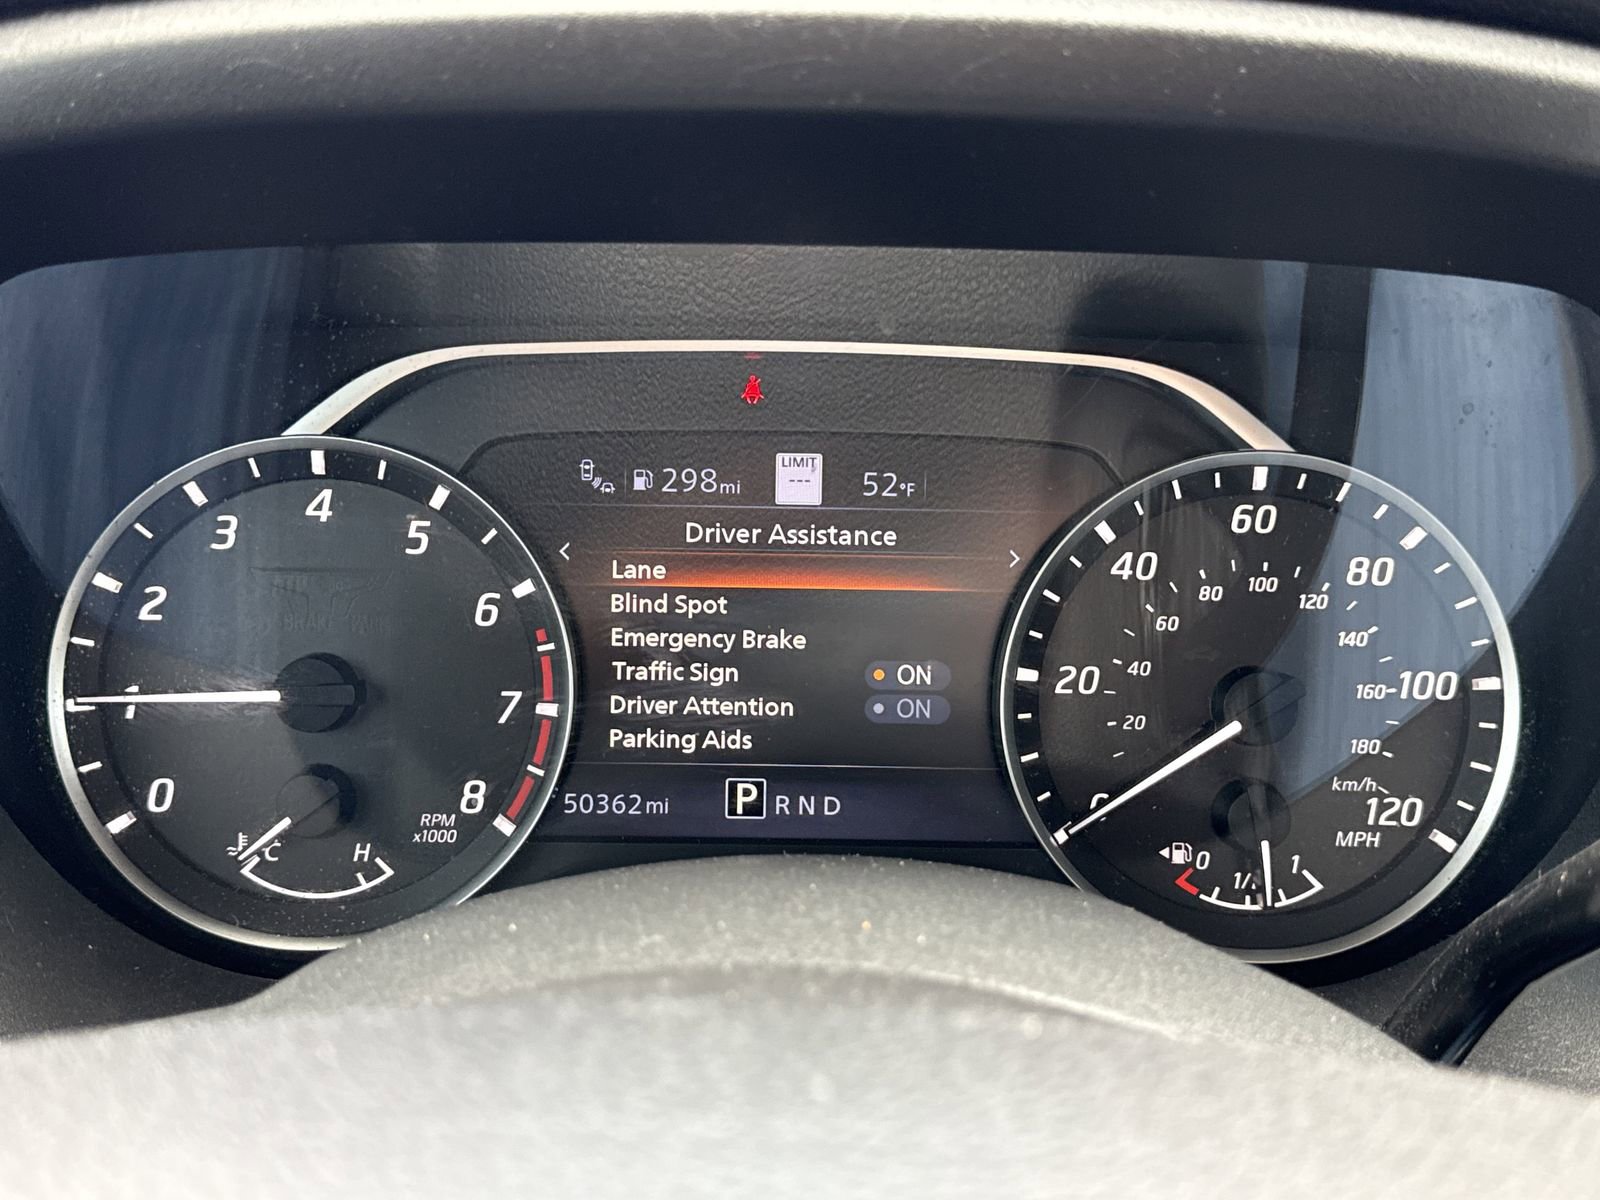 298mi
LIMIT
---
52°F
Driver Assistance
Lane
Blind Spot
Emergency Brake
Traffic Sign ON
Driver Attention ON
Parking Aids
50362mi
P R N D
0
1
2
3
4
5
6
7
8
RPM
x1000
C H
20
40
60
80
100
120
MPH
20
40
60
80
100
120
140
160
180
km/h
0
1